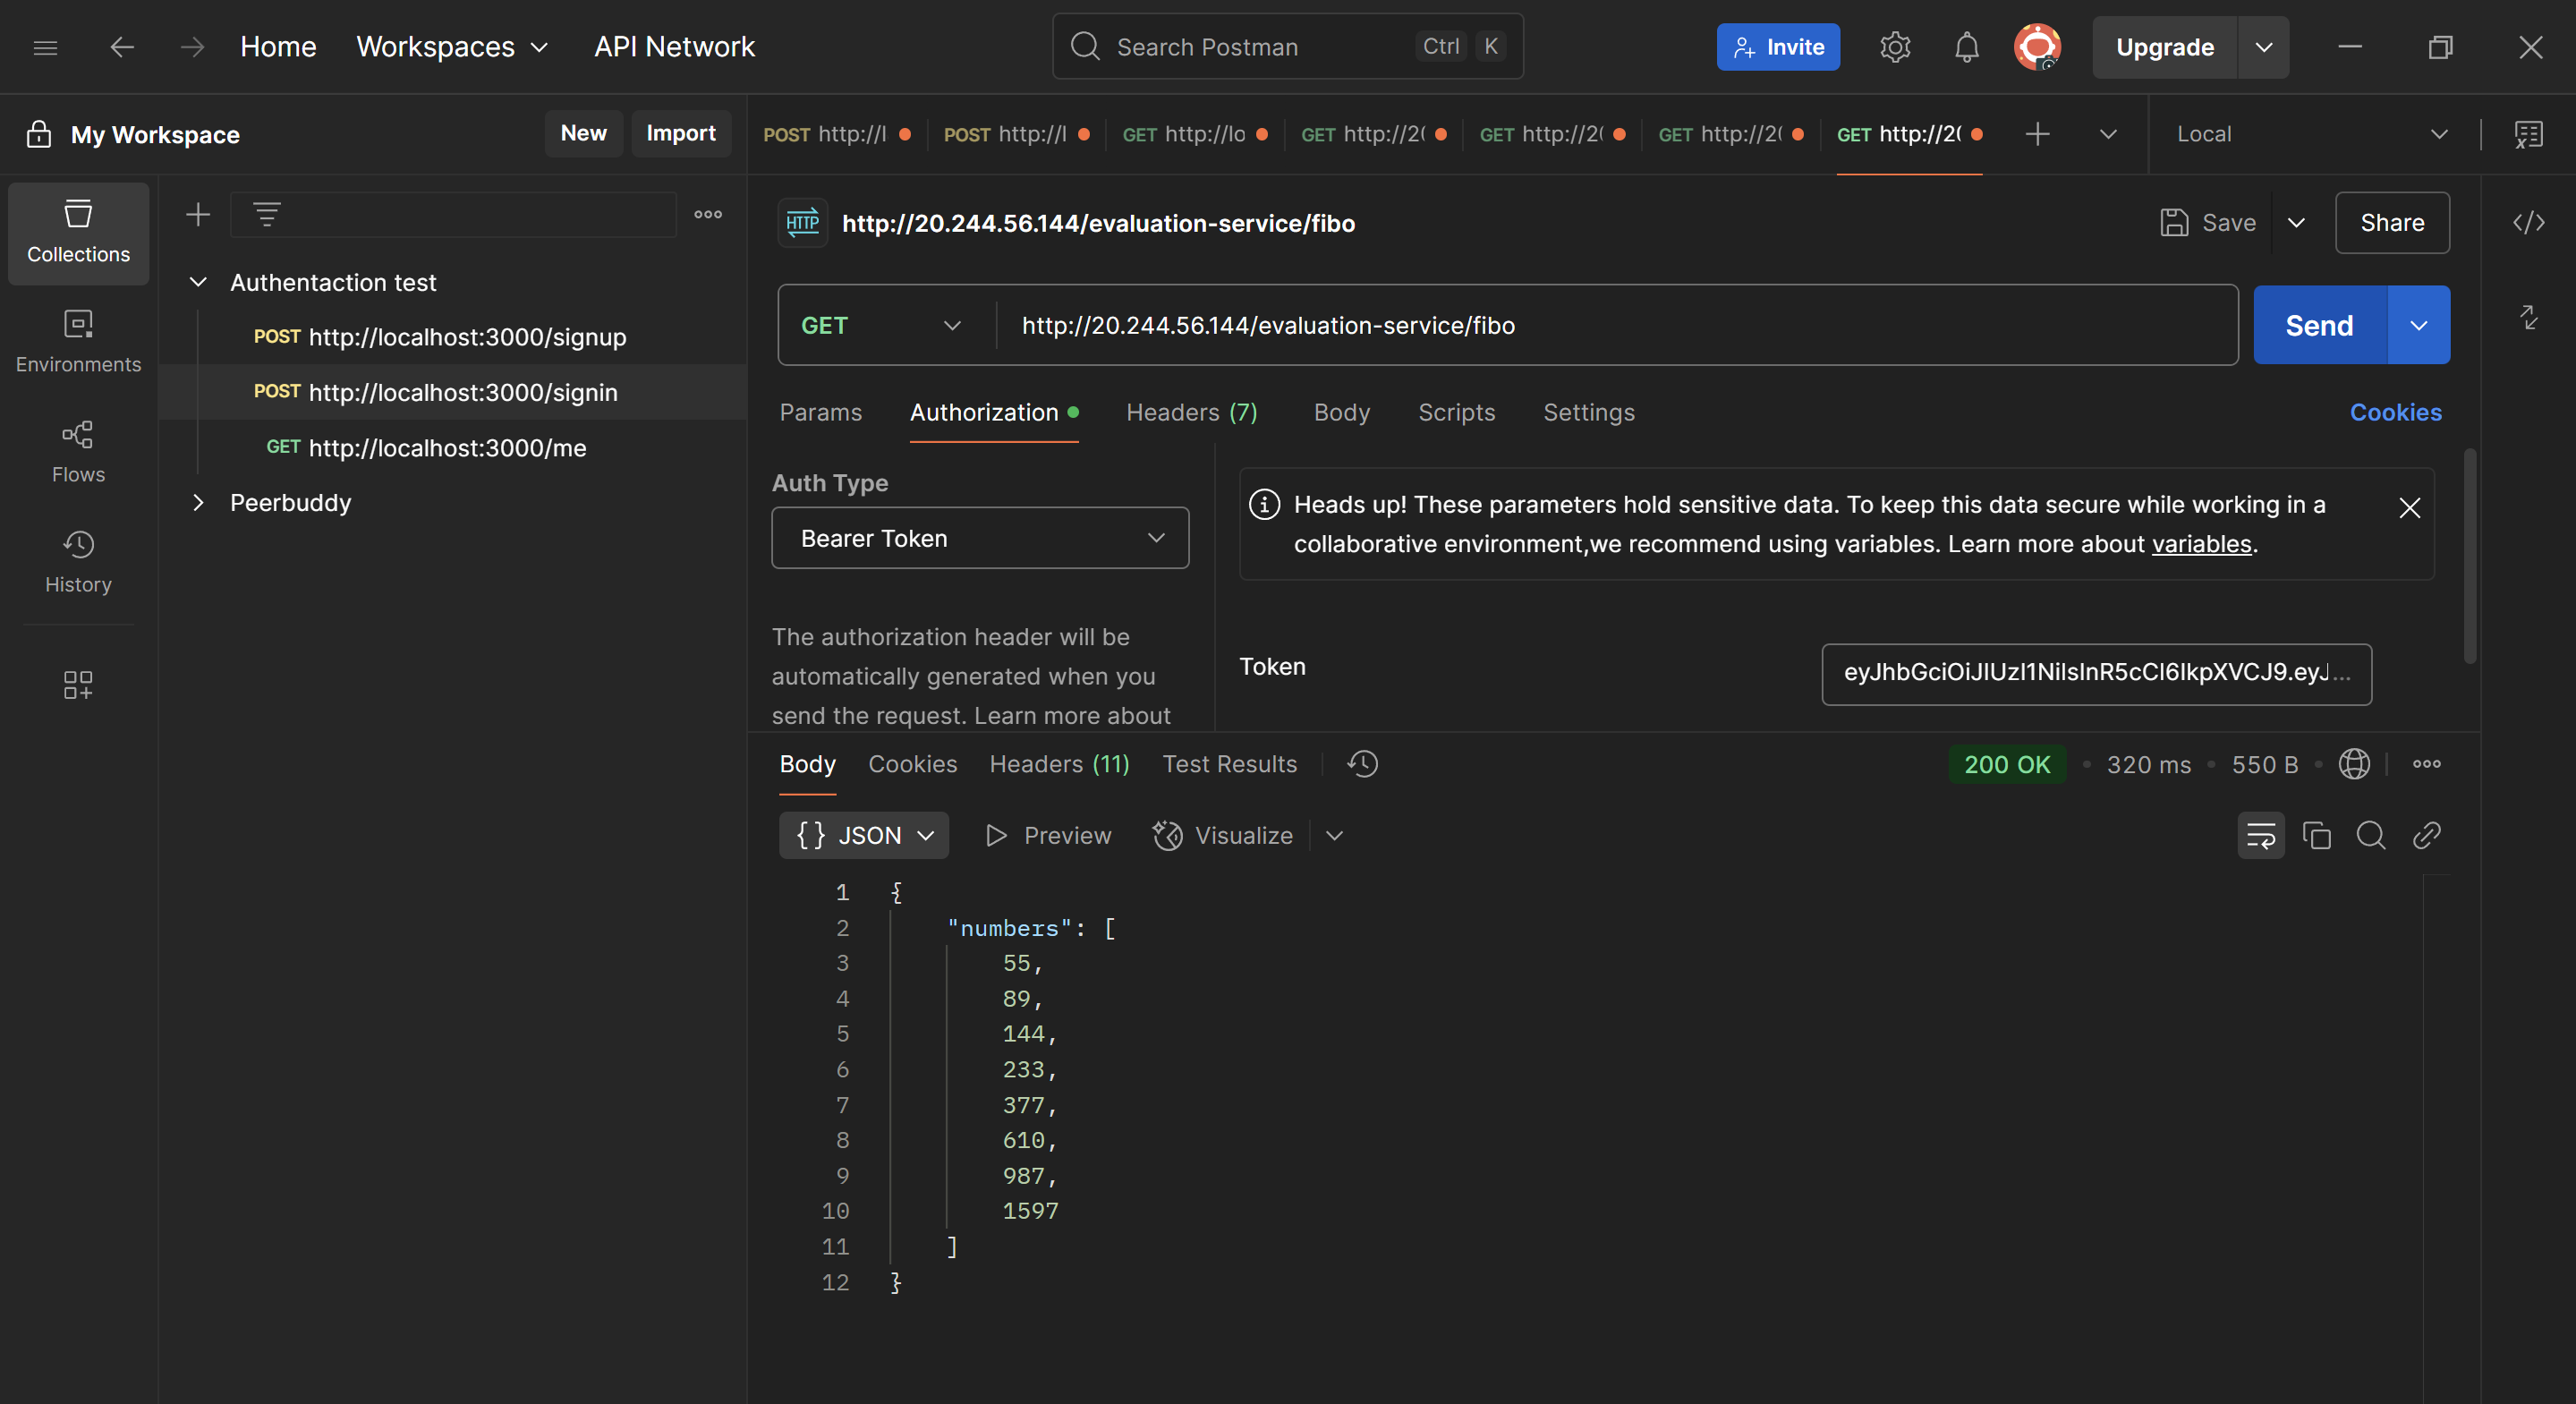 Home Workspaces API Network Search Postman Ctrl K Invite Upgrade
My Workspace New Import POST http://l POST http://l GET http://lo GET http://2( GET http://2( GET http://2( GET http://2( Local
Collections
Environments
Flows
History
Authentaction test
POST http://localhost:3000/signup
POST http://localhost:3000/signin
GET http://localhost:3000/me
Peerbuddy
HTTP http://20.244.56.144/evaluation-service/fibo Save Share
GET http://20.244.56.144/evaluation-service/fibo Send
Params Authorization Headers (7) Body Scripts Settings Cookies
Auth Type
Bearer Token
The authorization header will be
automatically generated when you
send the request. Learn more about
Heads up! These parameters hold sensitive data. To keep this data secure while working in a
collaborative environment,we recommend using variables. Learn more about variables.
Token eyJhbGciOiJIUzI1NiIsInR5cCI6IkpXVCJ9.eyJ...
Body Cookies Headers (11) Test Results 200 OK 320 ms 550 B
{} JSON Preview Visualize
1 {
2 "numbers": [
3 55,
4 89,
5 144,
6 233,
7 377,
8 610,
9 987,
10 1597
11 ]
12 }